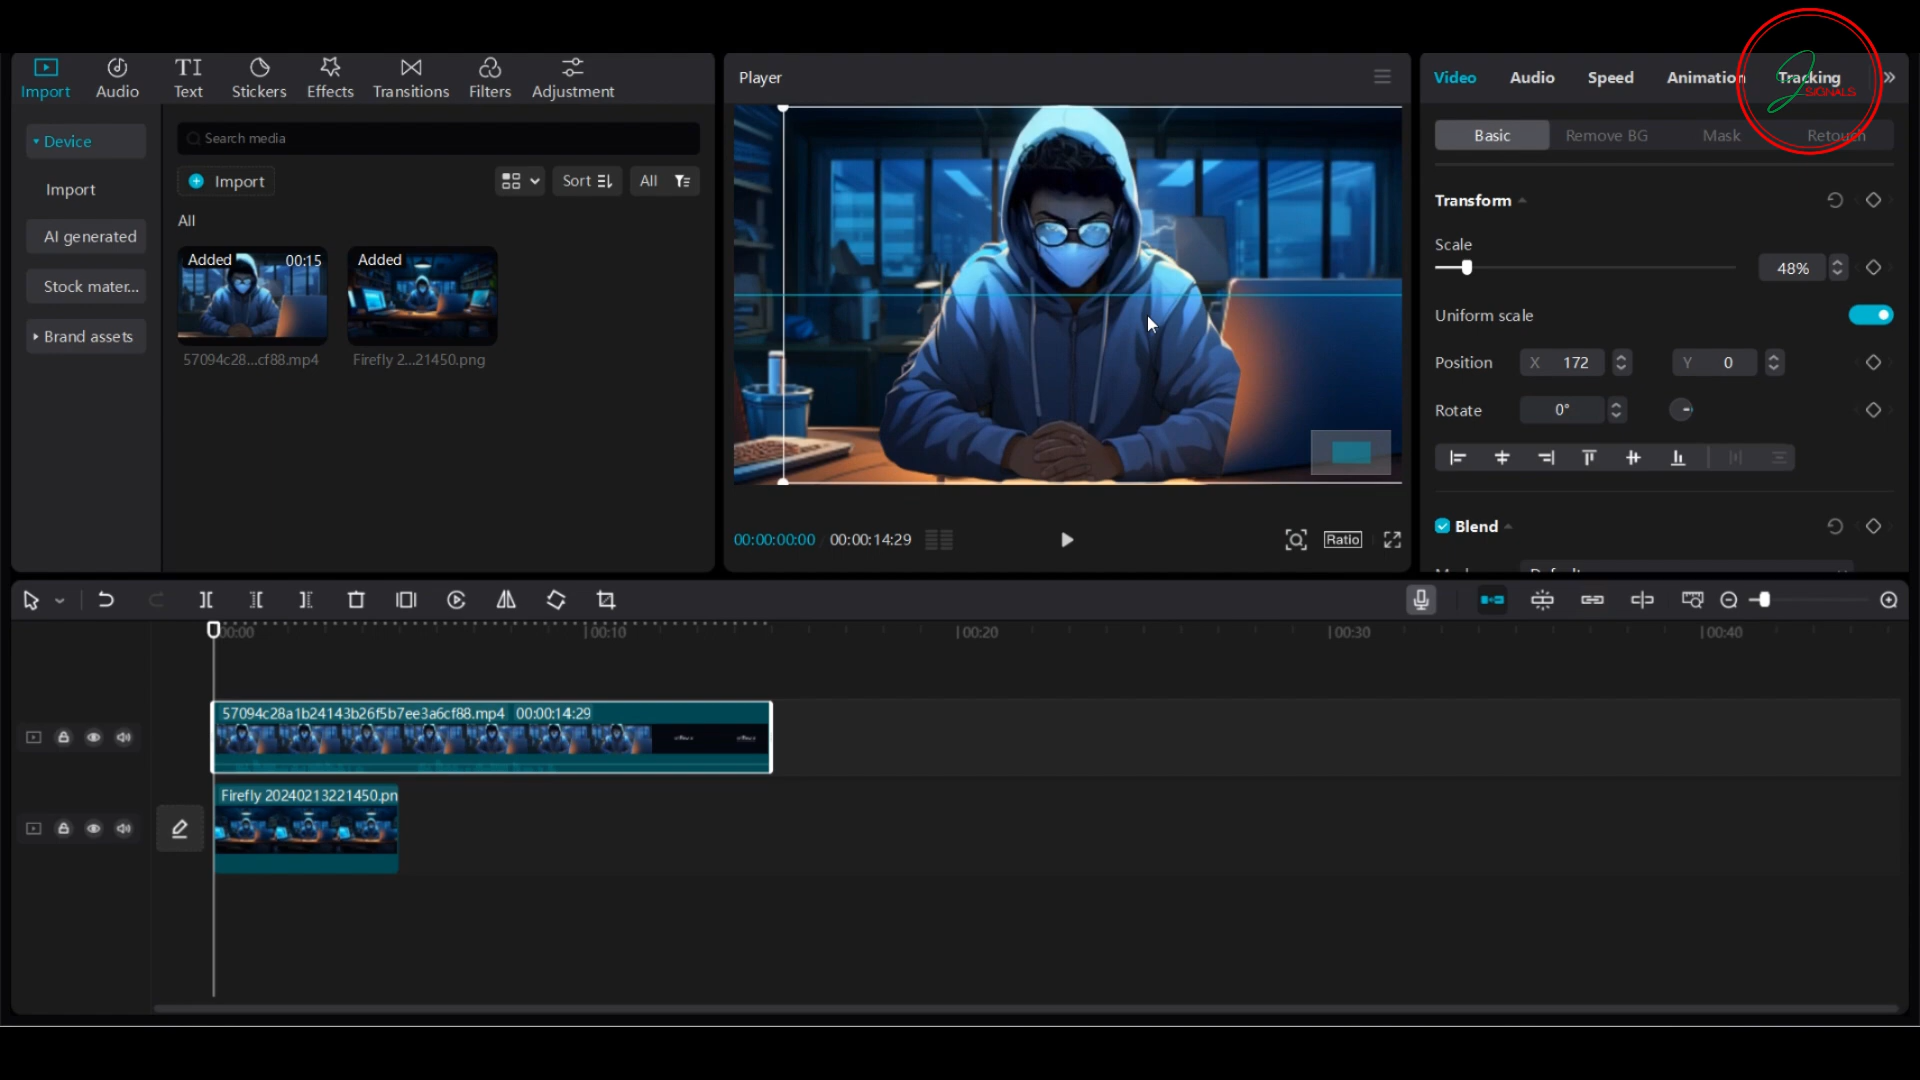 Import
Audio
TI
Text
Stickers
Effects
Transitions
Filters
Adjustment
Device
Import
AI generated
Stock mater...
Brand assets
Search media
Import
Sort
All
All
Added
00:15
57094c28...cf88.mp4
Added
Firefly 2...21450.png
Player
00:00:00:00
00:00:14:29
Ratio
Video
Audio
Speed
Animation
Tracking
J SIGNALS
Basic
Remove BG
Mask
Retouch
Transform
Scale
48%
Uniform scale
Position
X 172
Y 0
Rotate
0°
Blend
00:00
00:10
00:20
00:30
00:40
57094c28a1b24143b26f5b7ee3a6cf88.mp4 00:00:14:29
Firefly 20240213221450.pn